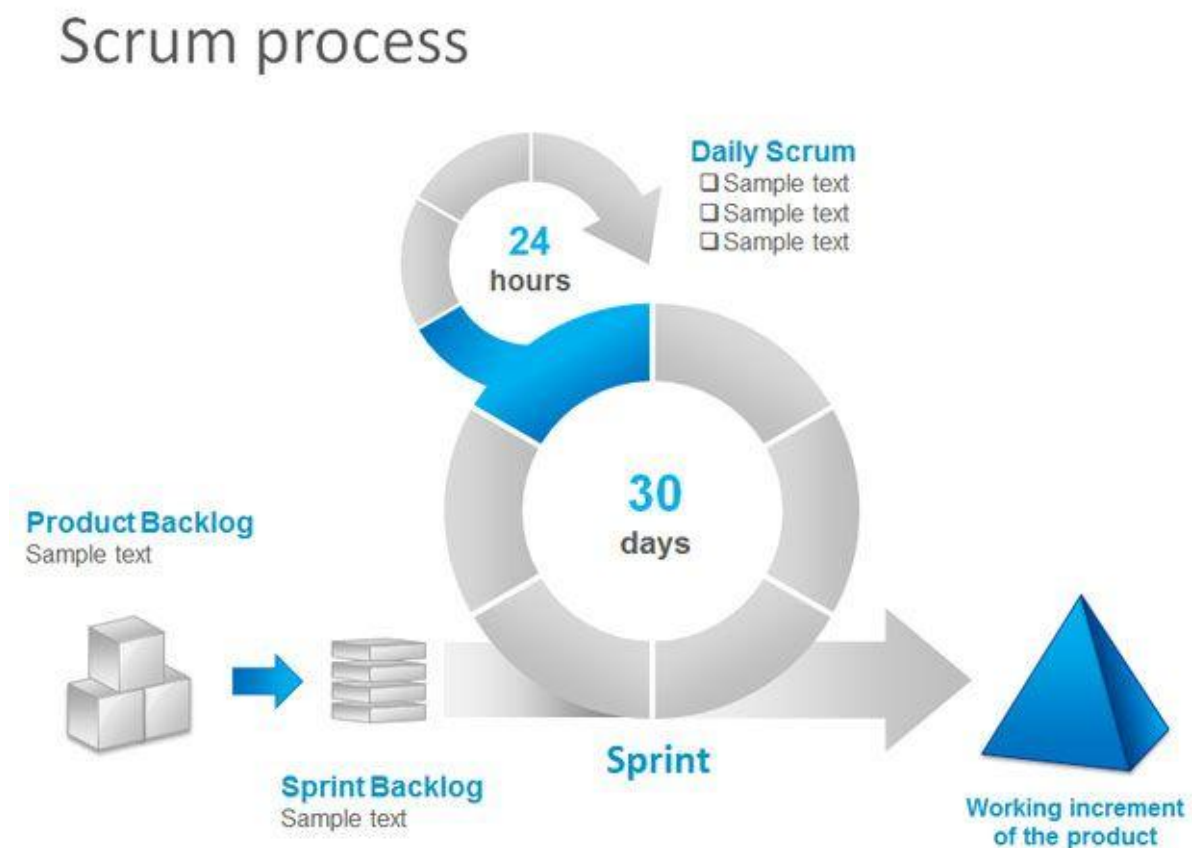 Scrum process
Daily Scrum
❑ Sample text
❑ Sample text
❑ Sample text
24
hours
30
days
Product Backlog
Sample text
Sprint
Sprint Backlog
Sample text
Working increment
of the product